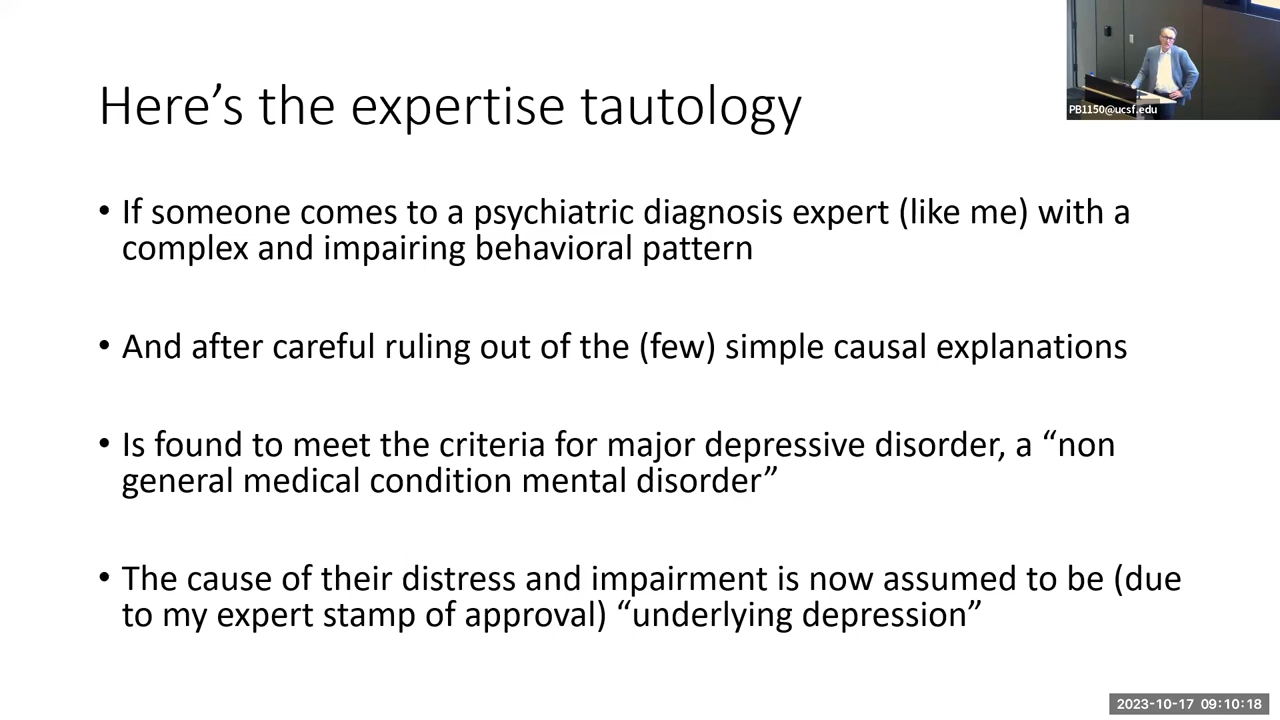 PB1150@ucsf.edu
Here’s the expertise tautology
• If someone comes to a psychiatric diagnosis expert (like me) with a
complex and impairing behavioral pattern
• And after careful ruling out of the (few) simple causal explanations
• Is found to meet the criteria for major depressive disorder, a “non
general medical condition mental disorder”
• The cause of their distress and impairment is now assumed to be (due
to my expert stamp of approval) “underlying depression”
2023-10-17 09:10:18